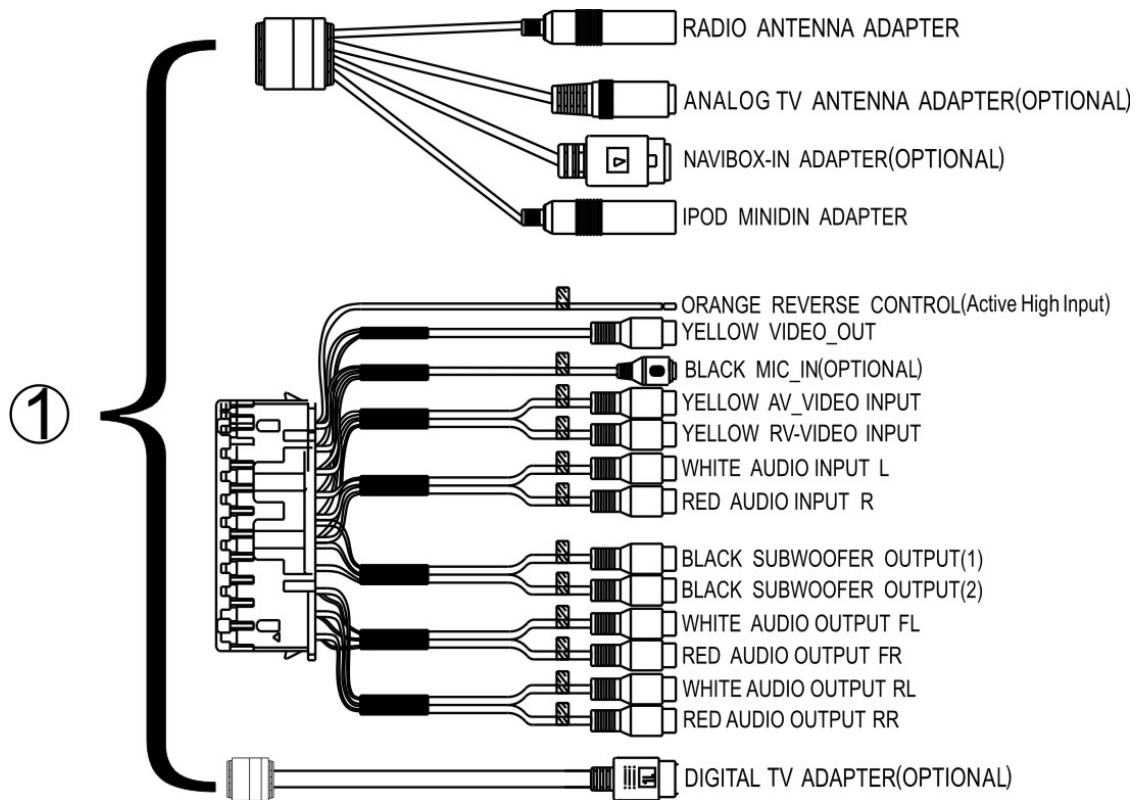 RADIO ANTENNA ADAPTER
ANALOG TV ANTENNA ADAPTER(OPTIONAL)
NAVIBOX-IN ADAPTER(OPTIONAL)
IPOD MINIDIN ADAPTER
ORANGE REVERSE CONTROL(Active High Input)
YELLOW VIDEO_OUT
BLACK MIC_IN(OPTIONAL)
1
YELLOW AV_VIDEO INPUT
YELLOW RV-VIDEO INPUT
WHITE AUDIO INPUT L
RED AUDIO INPUT R
BLACK SUBWOOFER OUTPUT(1)
BLACK SUBWOOFER OUTPUT(2)
WHITE AUDIO OUTPUT FL
RED AUDIO OUTPUT FR
WHITE AUDIO OUTPUT RL
RED AUDIO OUTPUT RR
DIGITAL TV ADAPTER(OPTIONAL)